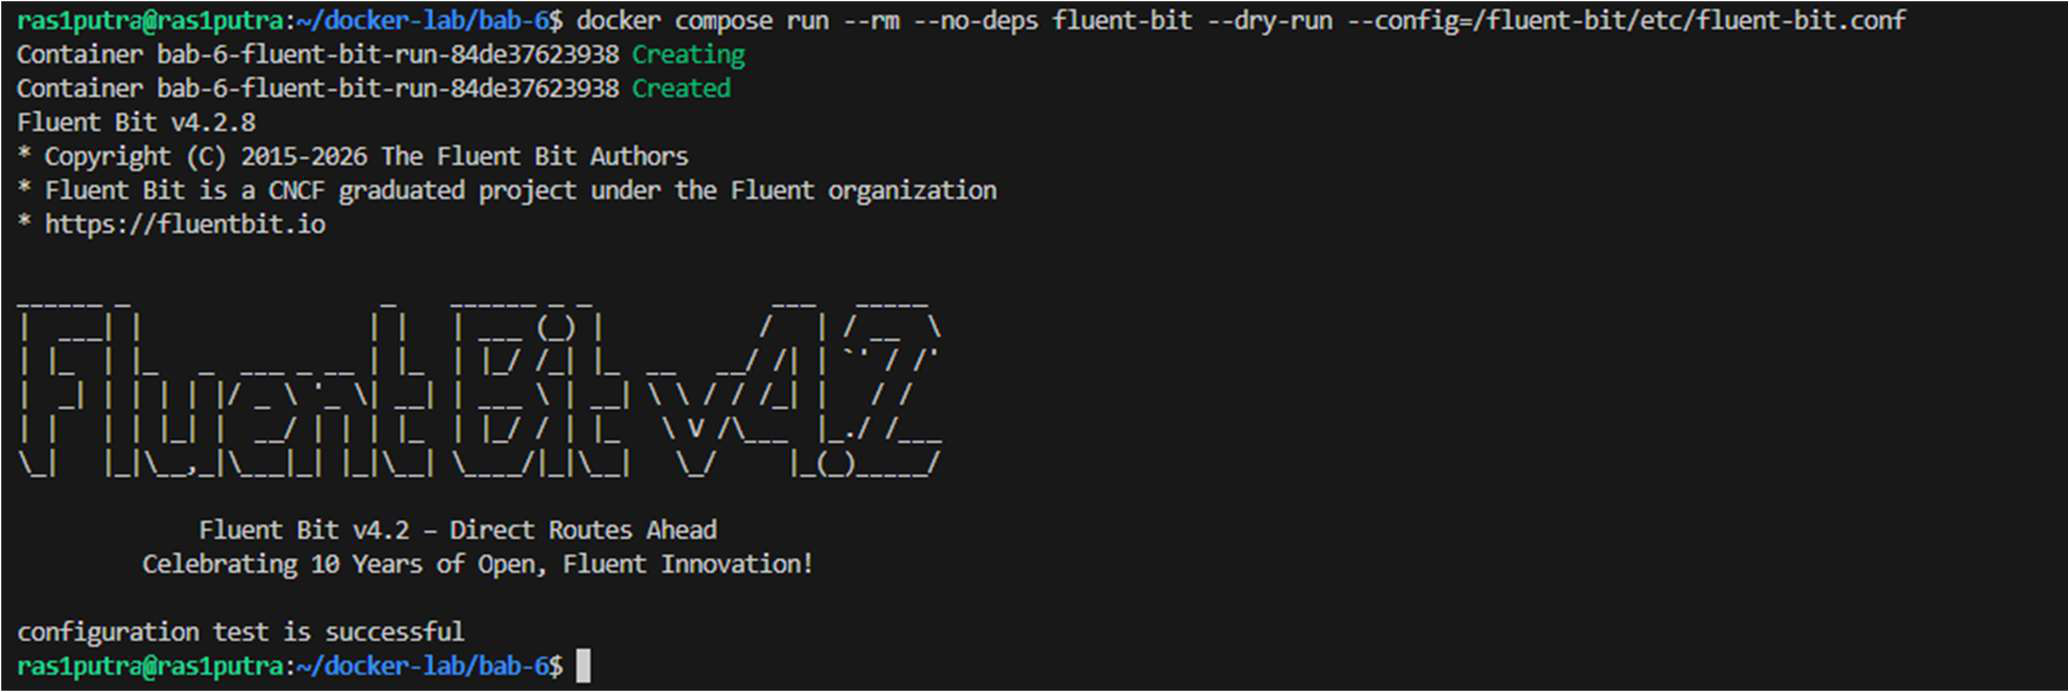 ras1putra@ras1putra:~/docker-lab/bab-6$ docker compose run --rm --no-deps fluent-bit --dry-run --config=/fluent-bit/etc/fluent-bit.conf
Container bab-6-fluent-bit-run-84de37623938 Creating
Container bab-6-fluent-bit-run-84de37623938 Created
Fluent Bit v4.2.8
* Copyright (C) 2015-2026 The Fluent Bit Authors
* Fluent Bit is a CNCF graduated project under the Fluent organization
* https://fluentbit.io
Fluent Bit v4.2
Fluent Bit v4.2 – Direct Routes Ahead
Celebrating 10 Years of Open, Fluent Innovation!
configuration test is successful
ras1putra@ras1putra:~/docker-lab/bab-6$